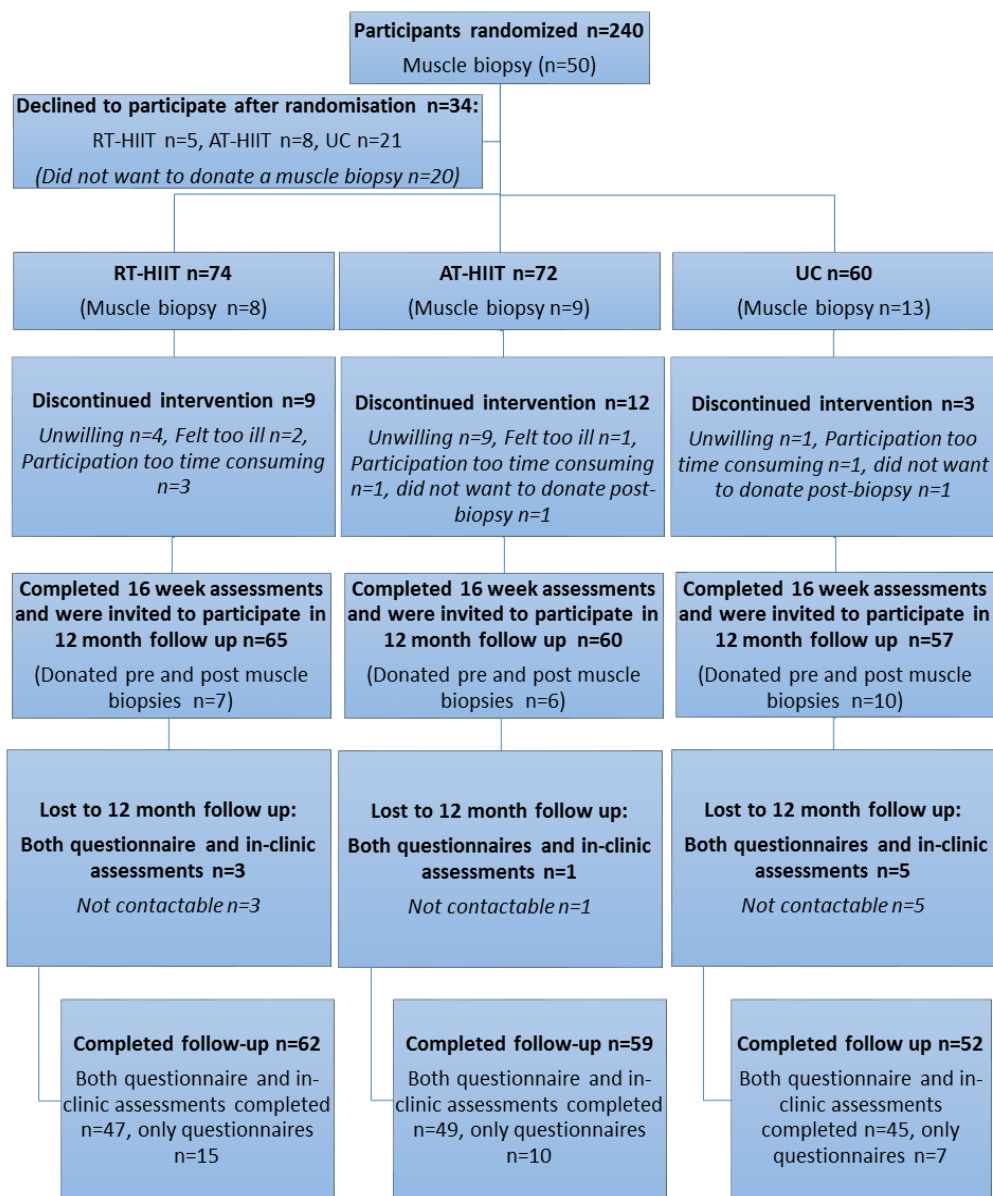 Participants randomized n=240
Muscle biopsy (n=50)
Declined to participate after randomisation n=34:
RT-HIIT n=5, AT-HIIT n=8, UC n=21
(Did not want to donate a muscle biopsy n=20)
RT-HIIT n=74
(Muscle biopsy n=8)
AT-HIIT n=72
(Muscle biopsy n=9)
UC n=60
(Muscle biopsy n=13)
Discontinued intervention n=9
Unwilling n=4, Felt too ill n=2,
Participation too time consuming
n=3
Discontinued intervention n=12
Unwilling n=9, Felt too ill n=1,
Participation too time consuming
n=1, did not want to donate post-
biopsy n=1
Discontinued intervention n=3
Unwilling n=1, Participation too
time consuming n=1, did not want
to donate post-biopsy n=1
Completed 16 week assessments
and were invited to participate in
12 month follow up n=65
(Donated pre and post muscle
biopsies n=7)
Completed 16 week assessments
and were invited to participate in
12 month follow up n=60
(Donated pre and post muscle
biopsies n=6)
Completed 16 week assessments
and were invited to participate in
12 month follow up n=57
(Donated pre and post muscle
biopsies n=10)
Lost to 12 month follow up:
Both questionnaire and in-clinic
assessments n=3
Not contactable n=3
Lost to 12 month follow up:
Both questionnaires and in-clinic
assessments n=1
Not contactable n=1
Lost to 12 month follow up:
Both questionnaires and in-clinic
assessments n=5
Not contactable n=5
Completed follow-up n=62
Both questionnaire and in-
clinic assessments completed
n=47, only questionnaires
n=15
Completed follow-up n=59
Both questionnaire and in-
clinic assessments completed
n=49, only questionnaires
n=10
Completed follow up n=52
Both questionnaire and in-
clinic assessments
completed n=45, only
questionnaires n=7